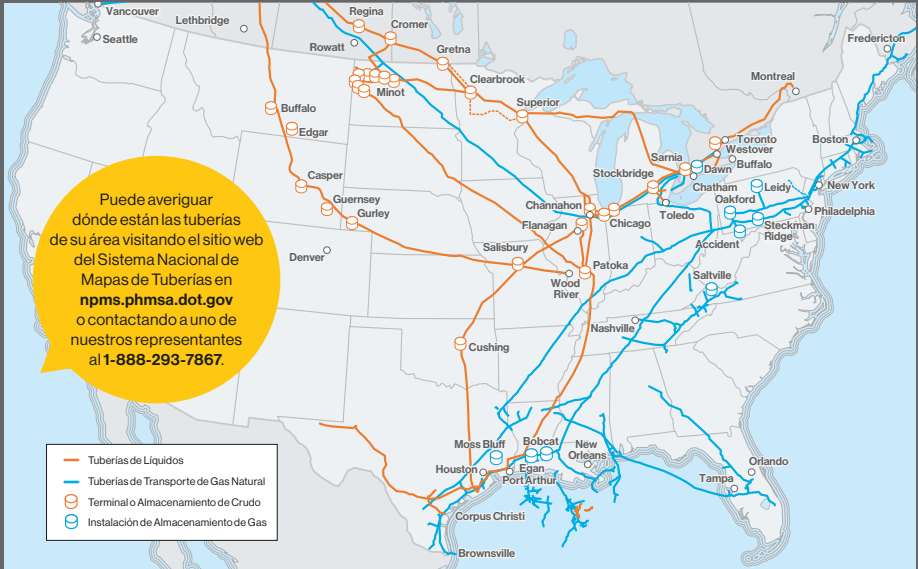 Vancouver
Seattle
Lethbridge
Regina
Cromer
Rowatt
Gretna
Minot
Clearbrook
Superior
Montreal
Fredericton
Buffalo
Edgar
Casper
Guernsey
Gurley
Denver
Toronto
Westover
Buffalo
Boston
Sarnia
Dawn
Stockbridge
Chatham
Leidy
Oakford
New York
Channahon
Toledo
Philadelphia
Flanagan
Chicago
Steckman
Ridge
Accident
Salisbury
Patoka
Saltville
Wood
River
Nashville
Cushing
Puede averiguar
dónde están las tuberías
de su área visitando el sitio web
del Sistema Nacional de
Mapas de Tuberías en
npms.phmsa.dot.gov
o contactando a uno de
nuestros representantes
al 1-888-293-7867.
Moss Bluff
Bobcat
New
Orleans
Houston
Egan
Port Arthur
Orlando
Tampa
Corpus Christi
Brownsville
Tuberías de Líquidos
Tuberías de Transporte de Gas Natural
Terminal o Almacenamiento de Crudo
Instalación de Almacenamiento de Gas